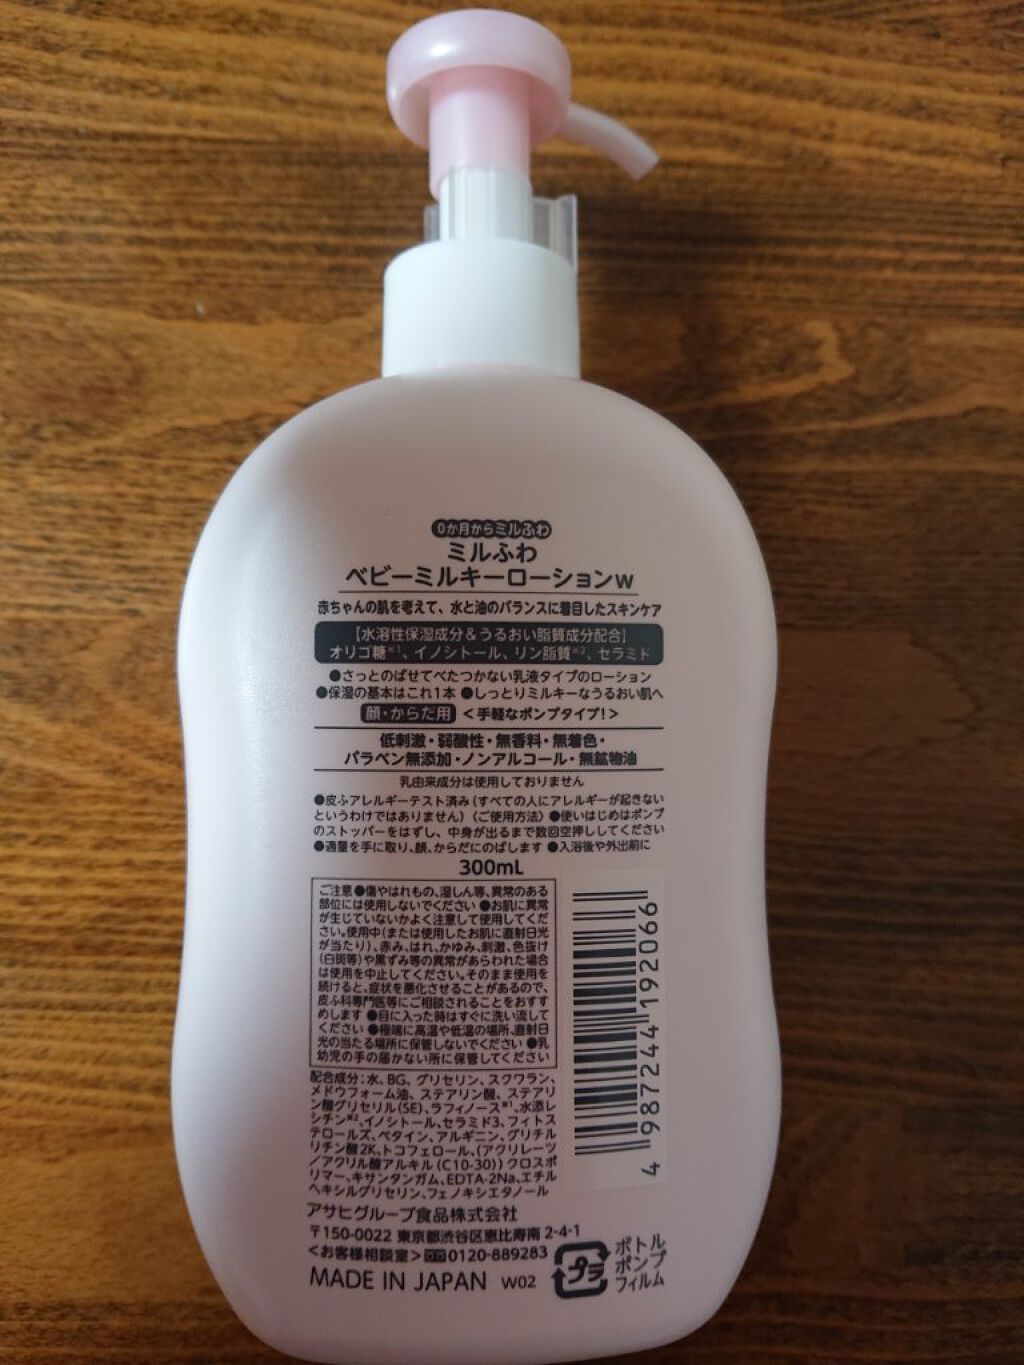 0か月からミルふわ
ミルふわ
ベビーミルキーローションw
赤ちゃんの肌を考えて、水と油のバランスに着目したスキンケア
【水溶性保湿成分&うるおい脂質成分配合】
オリゴ糖※1、イノシトール、リン脂質※2、セラミド
●さっとのばせてべたつかない乳液タイプのローション
●保湿の基本はこれ1本 ●しっとりミルキーなうるおい肌へ
顔・からだ用 <手軽なポンプタイプ!>
低刺激・弱酸性・無香料・無着色・
パラベン無添加・ノンアルコール・無鉱物油
乳由来成分は使用しておりません
●皮ふアレルギーテスト済み(すべての人にアレルギーが起きない
というわけではありません)〈ご使用方法〉●使いはじめはポンプ
のストッパーをはずし、中身が出るまで数回空押ししてください
●適量を手に取り、顔、からだにのばします ●入浴後や外出前に
300mL
ご注意●傷やはれもの、湿しん等、異常のある
部位には使用しないでください ●お肌に異常
が生じていないかよく注意して使用してくだ
さい。使用中(または使用したお肌に直射日光
が当たり)、赤み、はれ、かゆみ、刺激、色抜け
(白斑等)や黒ずみ等の異常があらわれた場合
は使用を中止してください。そのまま使用を
続けると、症状を悪化させることがあるので、
皮ふ科専門医等にご相談されることをおすす
めします ●目に入った時はすぐに洗い流して
ください ●極端に高温や低温の場所、直射日
光の当たる場所に保管しないでください ●乳
幼児の手の届かない所に保管してください
4987244192066
配合成分:水、BG、グリセリン、スクワラン、
メドウフォーム油、ステアリン酸、ステアリ
ン酸グリセリル(SE)、ラフィノース※1、水添レ
シチン※2、イノシトール、セラミド3、フィトス
テロールズ、ベタイン、アルギニン、グリチル
リチン酸2K、トコフェロール、(アクリレーツ
/アクリル酸アルキル(C10-30))クロスポ
リマー、キサンタンガム、EDTA-2Na、エチル
ヘキシルグリセリン、フェノキシエタノール
アサヒグループ食品株式会社
〒150-0022 東京都渋谷区恵比寿南2-4-1
<お客様相談室>0120-889283
MADE IN JAPAN W02
プラ
ボトル
ポンプ
フィルム